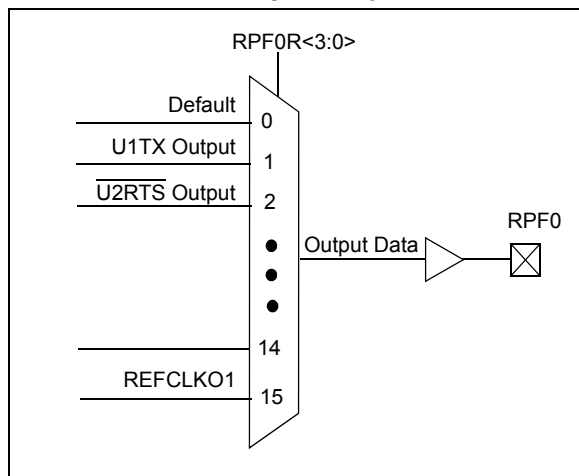 RPF0R<3:0>
Default
0
U1TX Output
1
U2RTS Output
2
RPF0
Output Data
14
REFCLKO1
15